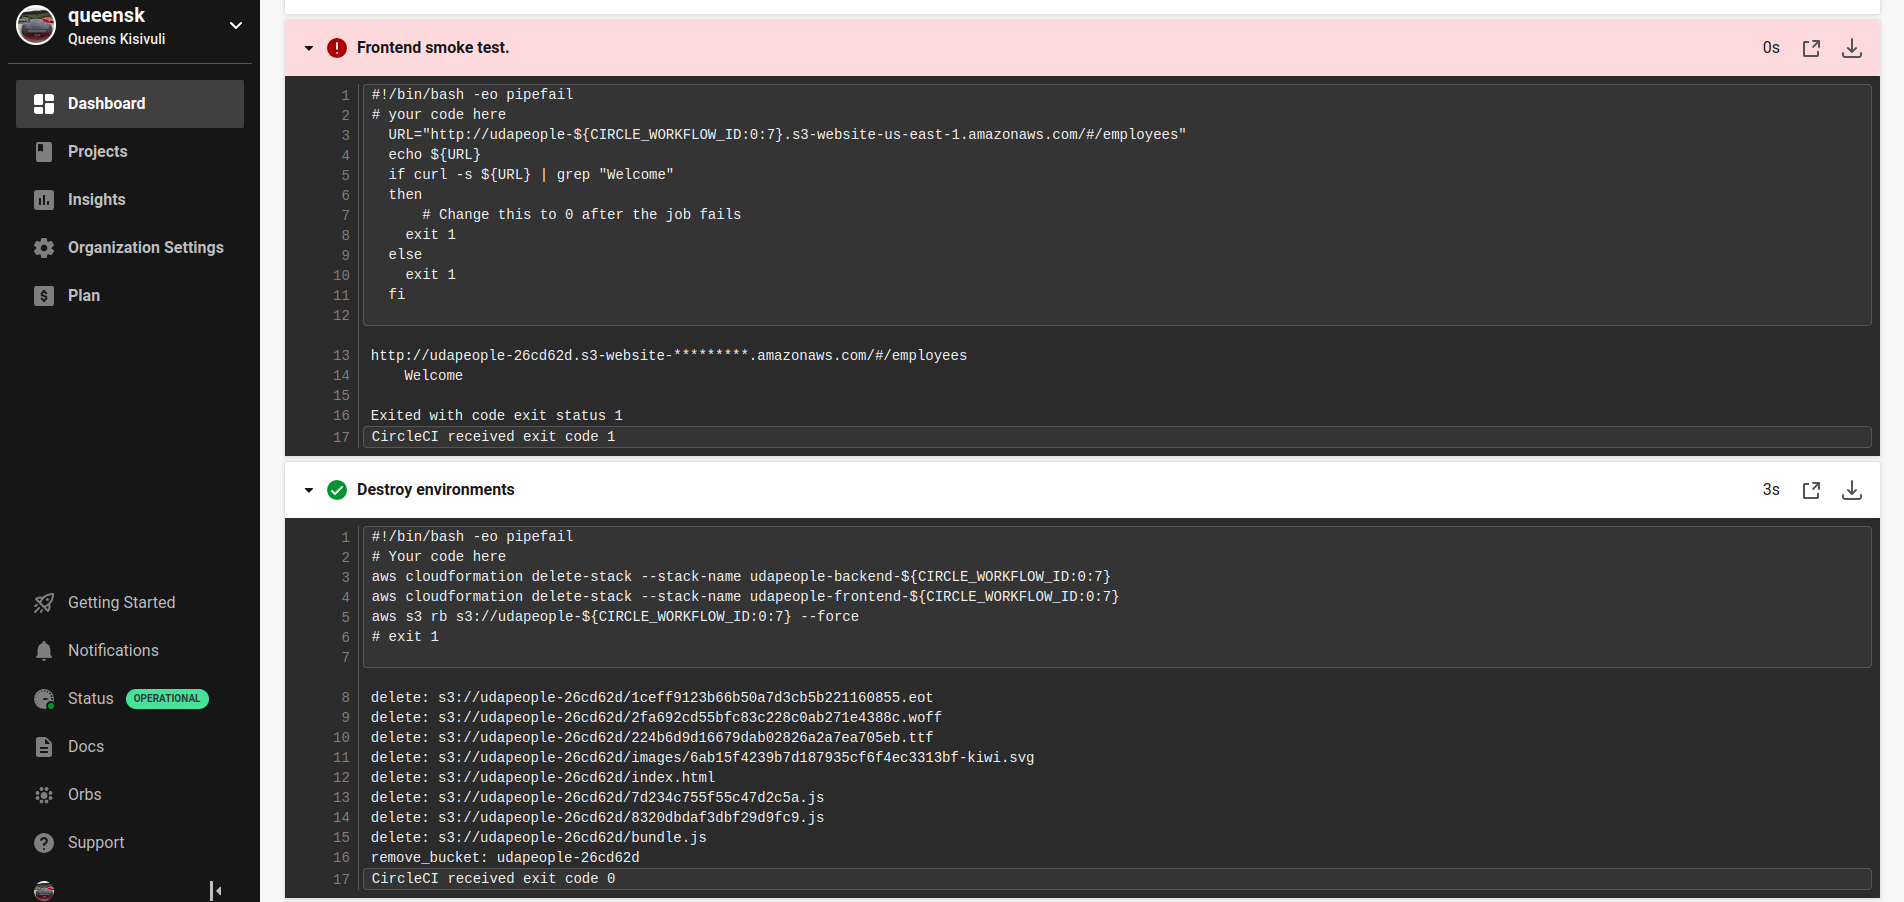 queensk
Queens Kisivuli
Dashboard
Projects
Insights
Organization Settings
Plan
Getting Started
Notifications
Status OPERATIONAL
Docs
Orbs
Support
Frontend smoke test. 0s
1 #!/bin/bash -eo pipefail
2 # your code here
3   URL="http://udapeople-${CIRCLE_WORKFLOW_ID:0:7}.s3-website-us-east-1.amazonaws.com/#/employees"
4   echo ${URL}
5   if curl -s ${URL} | grep "Welcome"
6   then
7       # Change this to 0 after the job fails
8     exit 1
9   else
10     exit 1
11   fi
12
13 http://udapeople-26cd62d.s3-website-*********.amazonaws.com/#/employees
14     Welcome
15
16 Exited with code exit status 1
17 CircleCI received exit code 1
Destroy environments 3s
1 #!/bin/bash -eo pipefail
2 # Your code here
3 aws cloudformation delete-stack --stack-name udapeople-backend-${CIRCLE_WORKFLOW_ID:0:7}
4 aws cloudformation delete-stack --stack-name udapeople-frontend-${CIRCLE_WORKFLOW_ID:0:7}
5 aws s3 rb s3://udapeople-${CIRCLE_WORKFLOW_ID:0:7} --force
6 # exit 1
7
8 delete: s3://udapeople-26cd62d/1ceff9123b66b50a7d3cb5b221160855.eot
9 delete: s3://udapeople-26cd62d/2fa692cd55bfc83c228c0ab271e4388c.woff
10 delete: s3://udapeople-26cd62d/224b6d9d16679dab02826a2a7ea705eb.ttf
11 delete: s3://udapeople-26cd62d/images/6ab15f4239b7d187935cf6f4ec3313bf-kiwi.svg
12 delete: s3://udapeople-26cd62d/index.html
13 delete: s3://udapeople-26cd62d/7d234c755f55c47d2c5a.js
14 delete: s3://udapeople-26cd62d/8320dbdaf3dbf29d9fc9.js
15 delete: s3://udapeople-26cd62d/bundle.js
16 remove_bucket: udapeople-26cd62d
17 CircleCI received exit code 0